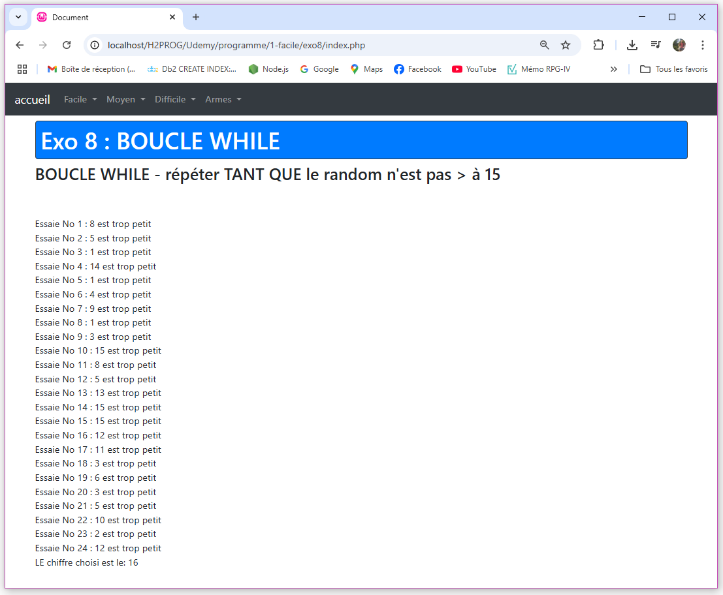 Document
localhost/H2PROG/Udemy/programme/1-facile/exo8/index.php
Boîte de réception (... Db2 CREATE INDEX:... Node.js Google Maps Facebook YouTube Mémo RPG-IV » Tous les favoris
accueil Facile Moyen Difficile Armes
Exo 8 : BOUCLE WHILE
BOUCLE WHILE - répéter TANT QUE le random n'est pas > à 15
Essaie No 1 : 8 est trop petit
Essaie No 2 : 5 est trop petit
Essaie No 3 : 1 est trop petit
Essaie No 4 : 14 est trop petit
Essaie No 5 : 1 est trop petit
Essaie No 6 : 4 est trop petit
Essaie No 7 : 9 est trop petit
Essaie No 8 : 1 est trop petit
Essaie No 9 : 3 est trop petit
Essaie No 10 : 15 est trop petit
Essaie No 11 : 8 est trop petit
Essaie No 12 : 5 est trop petit
Essaie No 13 : 13 est trop petit
Essaie No 14 : 15 est trop petit
Essaie No 15 : 15 est trop petit
Essaie No 16 : 12 est trop petit
Essaie No 17 : 11 est trop petit
Essaie No 18 : 3 est trop petit
Essaie No 19 : 6 est trop petit
Essaie No 20 : 3 est trop petit
Essaie No 21 : 5 est trop petit
Essaie No 22 : 10 est trop petit
Essaie No 23 : 2 est trop petit
Essaie No 24 : 12 est trop petit
LE chiffre choisi est le: 16